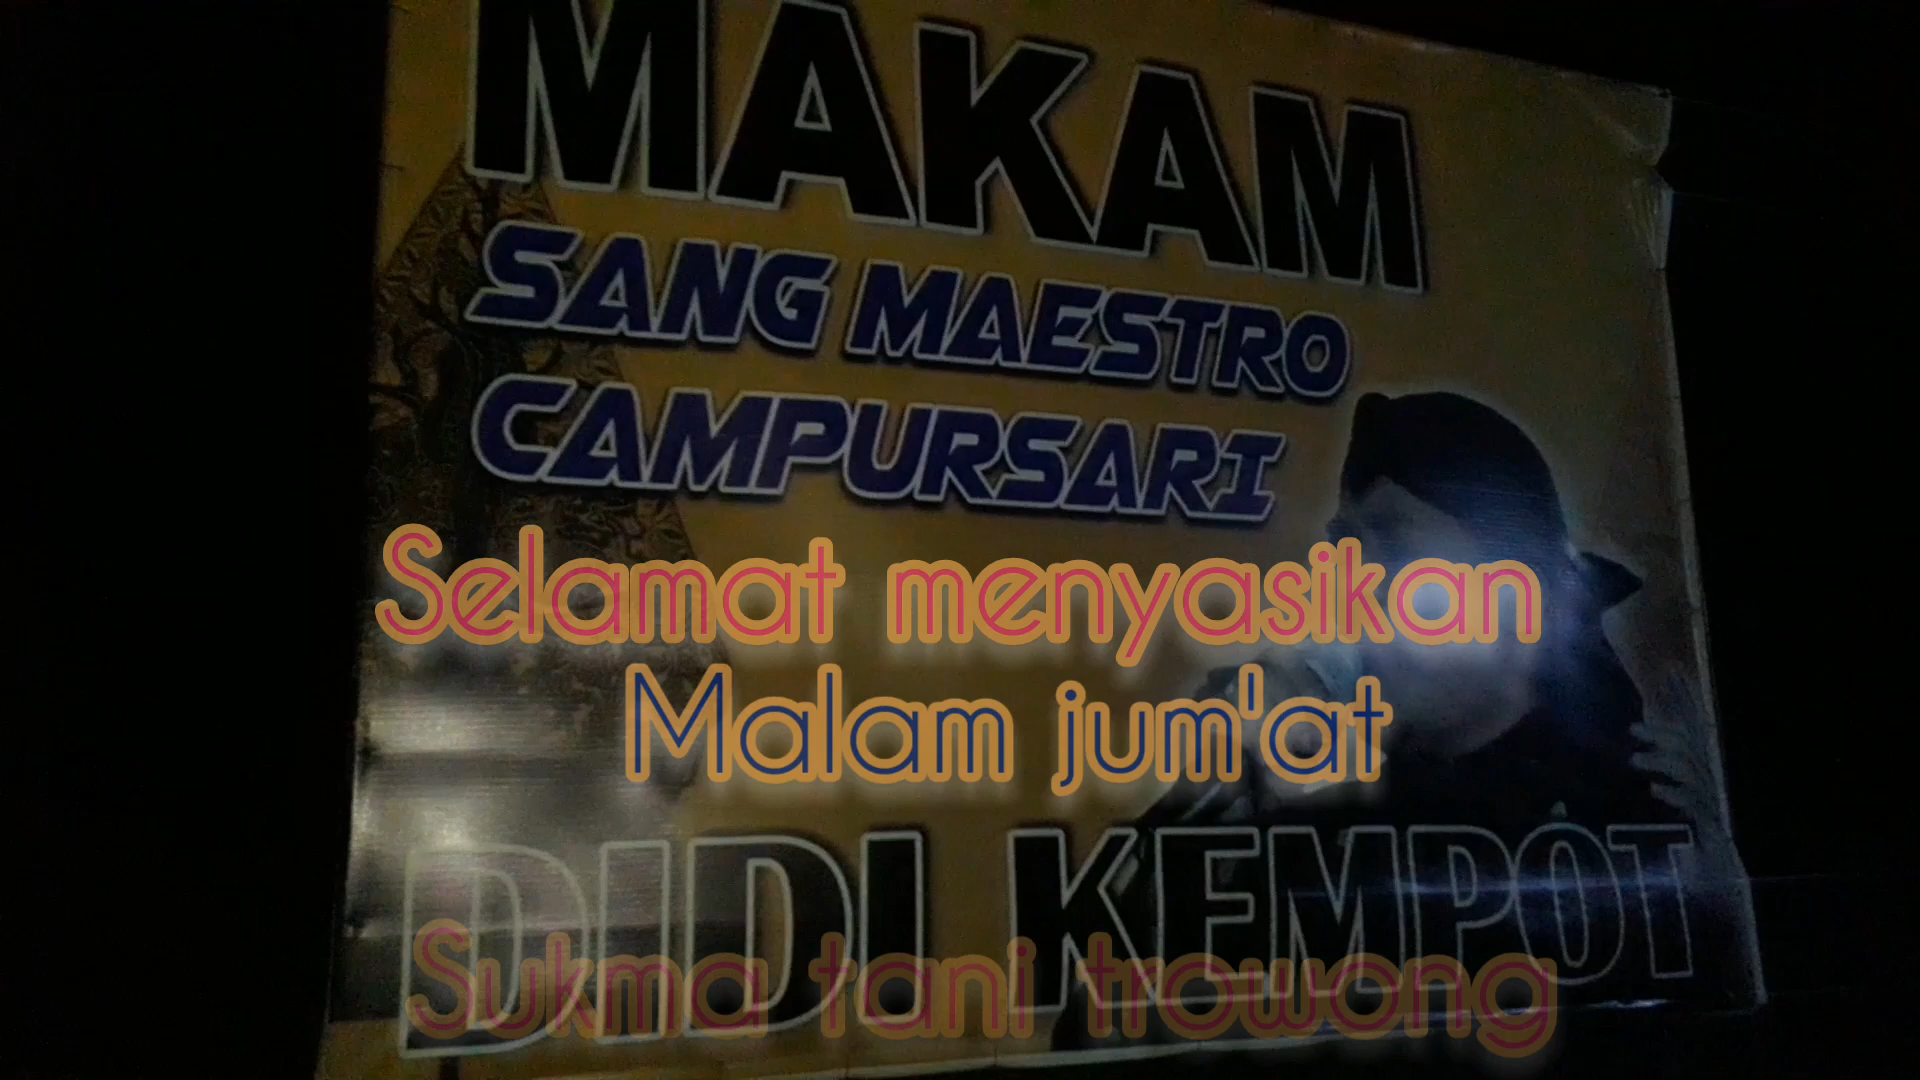 MAKAM
SANG MAESTRO
CAMPURSARI
Selamat menyasikan
Malam jum'at
DIDI KEMPOT
Sukma tani trowong